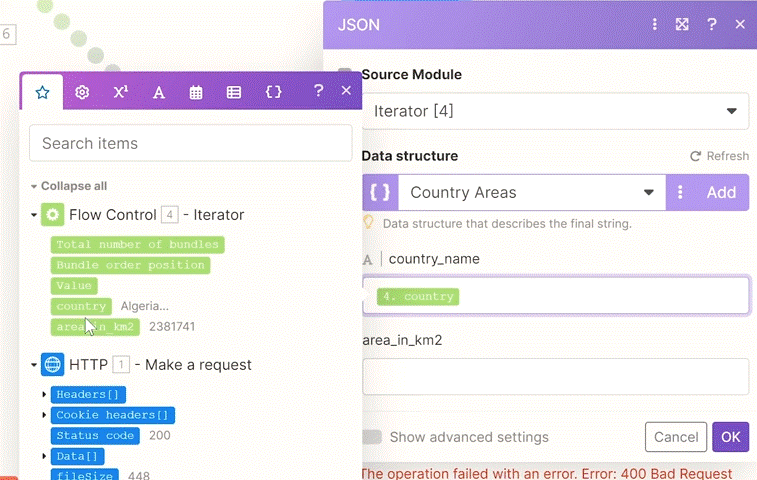 6
JSON
?
Source Module
Iterator [4]
X¹ A { } ?
Search items
Data structure
Refresh
Collapse all
{ } Country Areas
Add
Flow Control 4 - Iterator
Data structure that describes the final string.
Total number of bundles
Bundle order position
A | country_name
Value
4. country
country Algeria...
area_in_km2 2381741
area_in_km2
HTTP 1 - Make a request
Headers[]
Cookie headers[]
Status code 200
Show advanced settings
Cancel
OK
Data[]
fileSize 448
The operation failed with an error. Error: 400 Bad Request